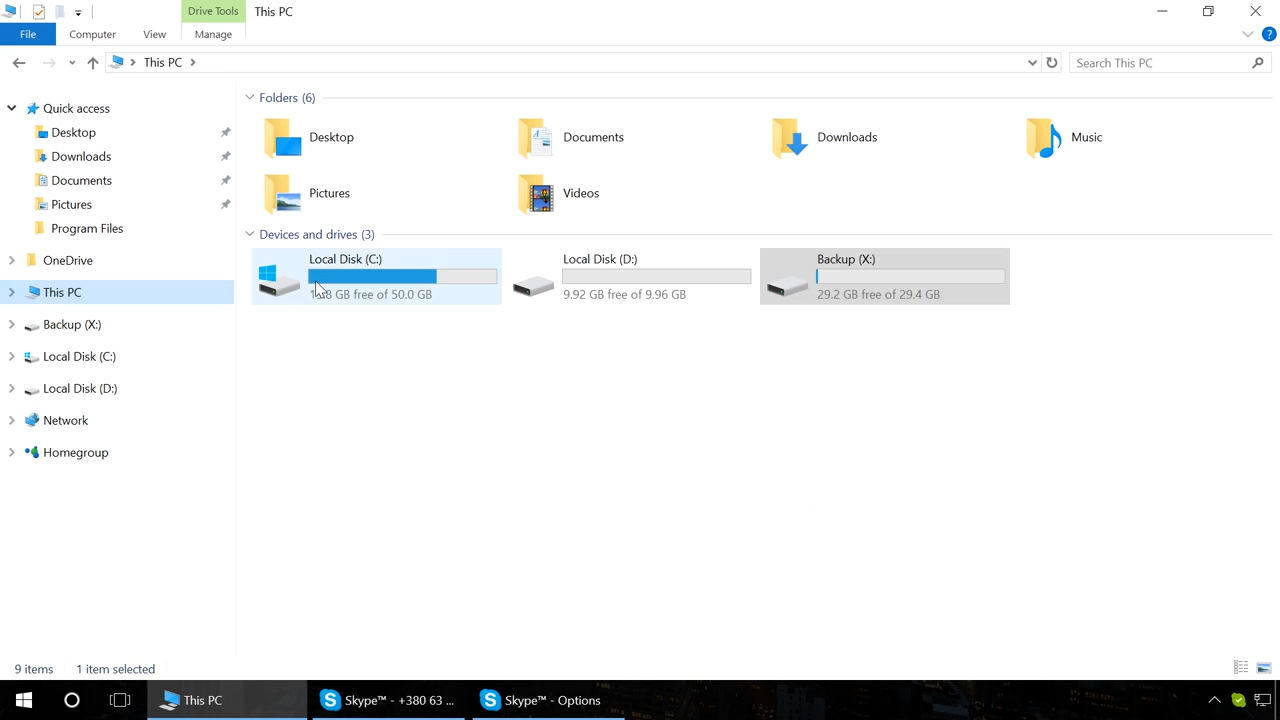 Drive Tools This PC
File Computer View Manage
This PC
Search This PC
Quick access
Desktop
Downloads
Documents
Pictures
Program Files
OneDrive
This PC
Backup (X:)
Local Disk (C:)
Local Disk (D:)
Network
Homegroup
Folders (6)
Desktop
Documents
Downloads
Music
Pictures
Videos
Devices and drives (3)
Local Disk (C:)
GB free of 50.0 GB
Local Disk (D:)
9.92 GB free of 9.96 GB
Backup (X:)
29.2 GB free of 29.4 GB
9 items 1 item selected
This PC
Skype™ - +380 63 ...
Skype™ - Options